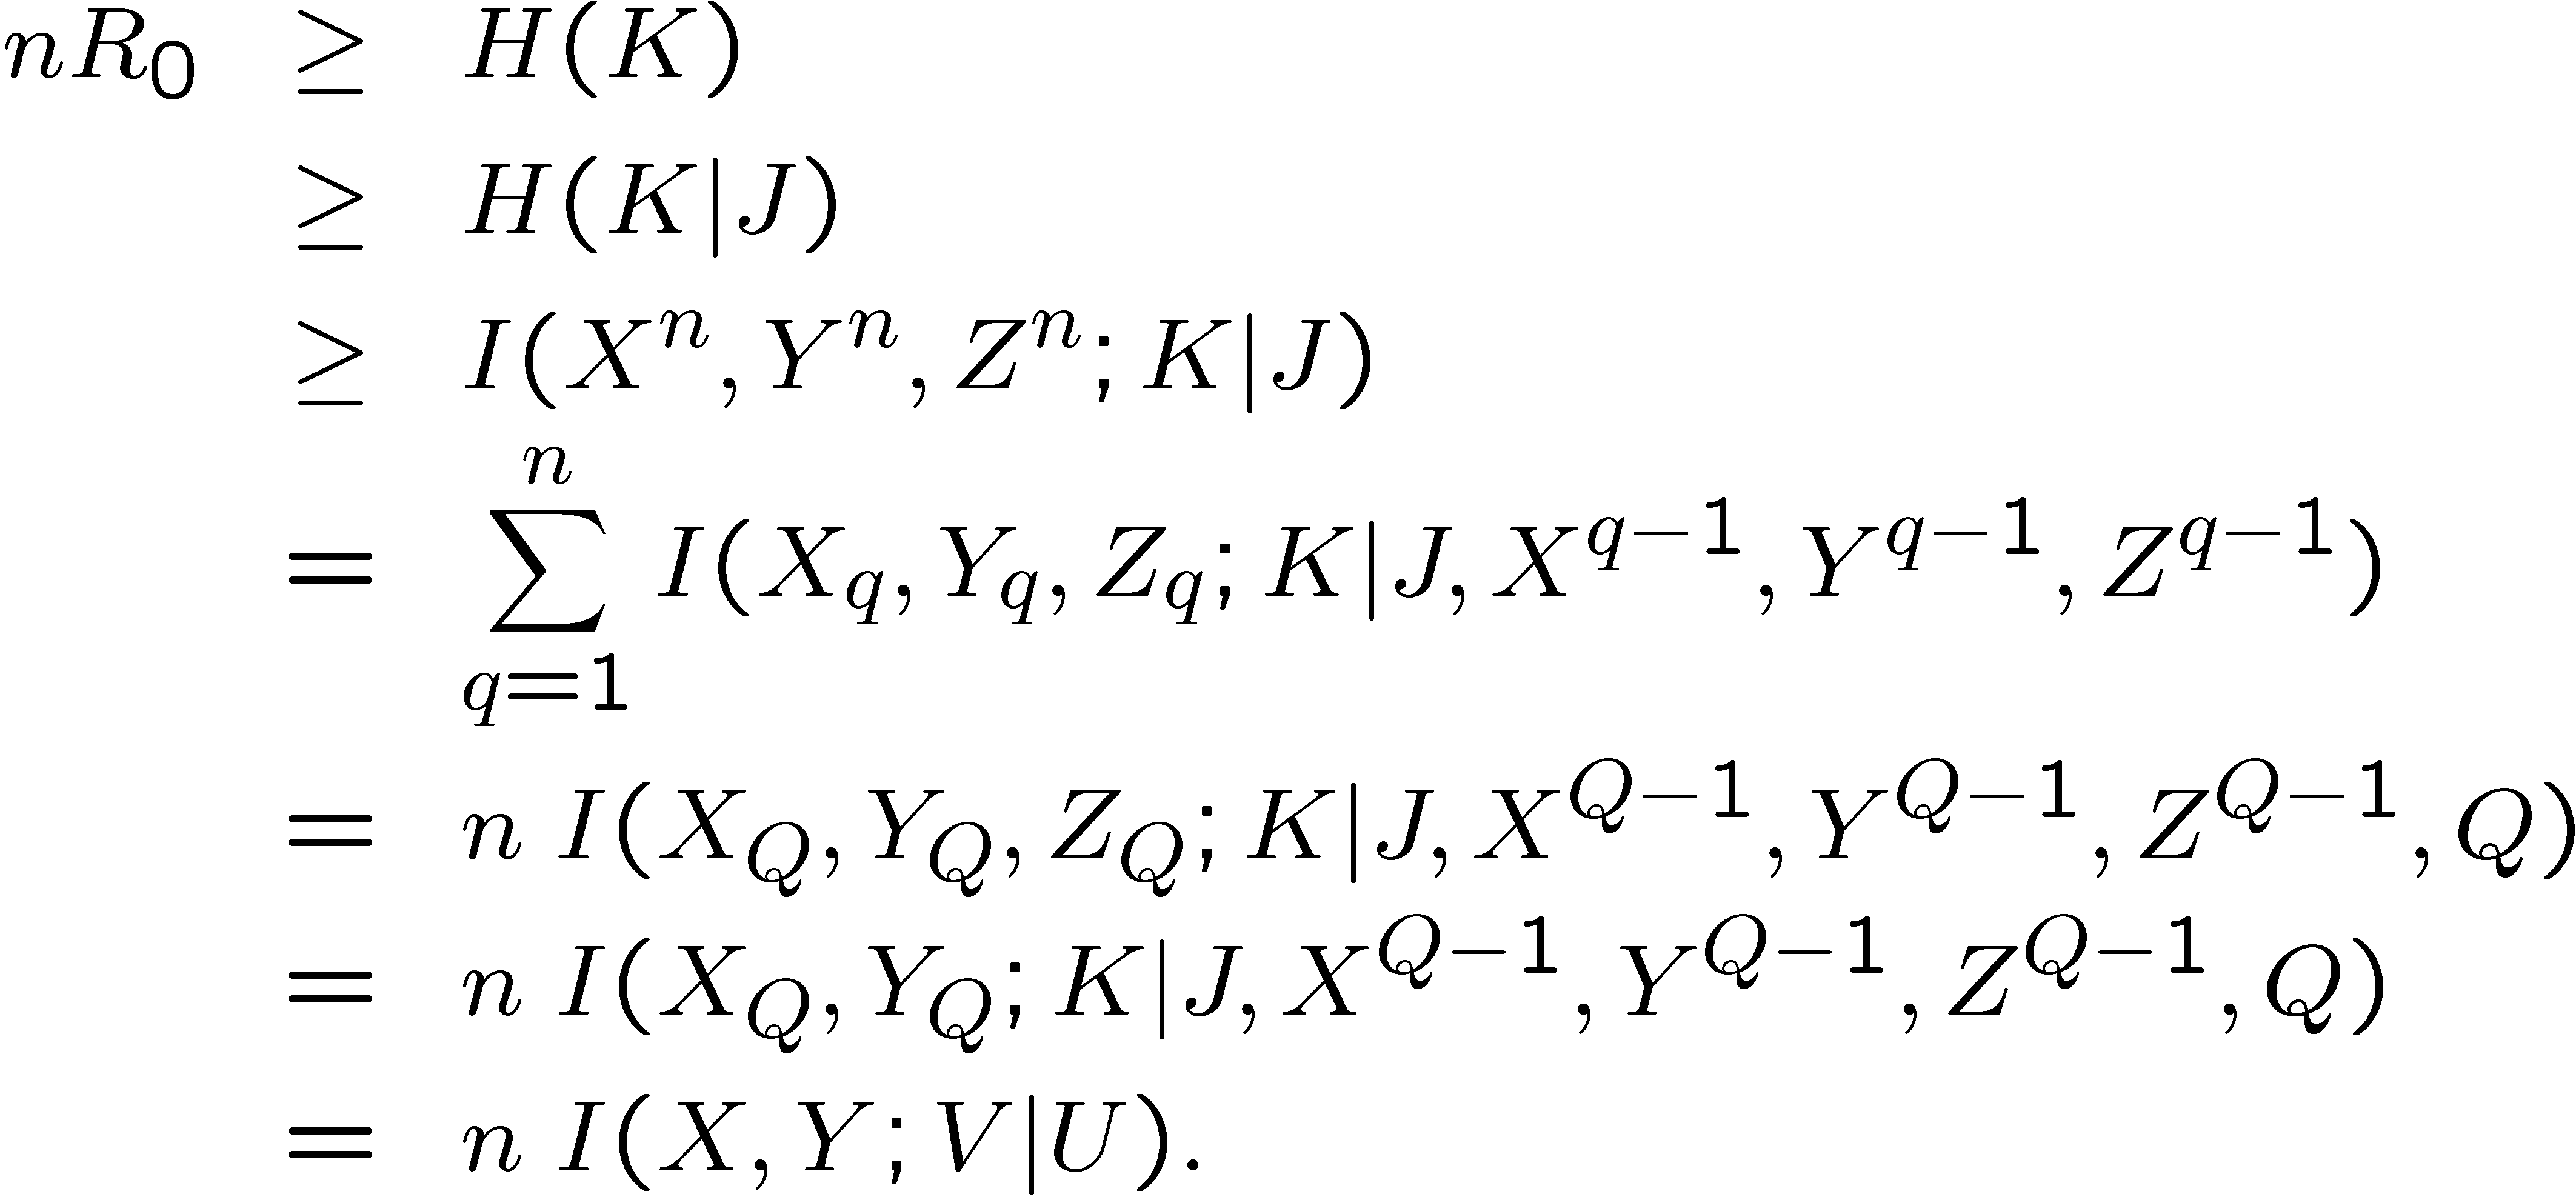 nR_0 ≥ H(K)
≥ H(K|J)
≥ I(X^n, Y^n, Z^n; K|J)
= \sum_{q=1}^{n} I(X_q, Y_q, Z_q; K|J, X^{q-1}, Y^{q-1}, Z^{q-1})
= n I(X_Q, Y_Q, Z_Q; K|J, X^{Q-1}, Y^{Q-1}, Z^{Q-1}, Q)
= n I(X_Q, Y_Q; K|J, X^{Q-1}, Y^{Q-1}, Z^{Q-1}, Q)
= n I(X, Y; V|U).